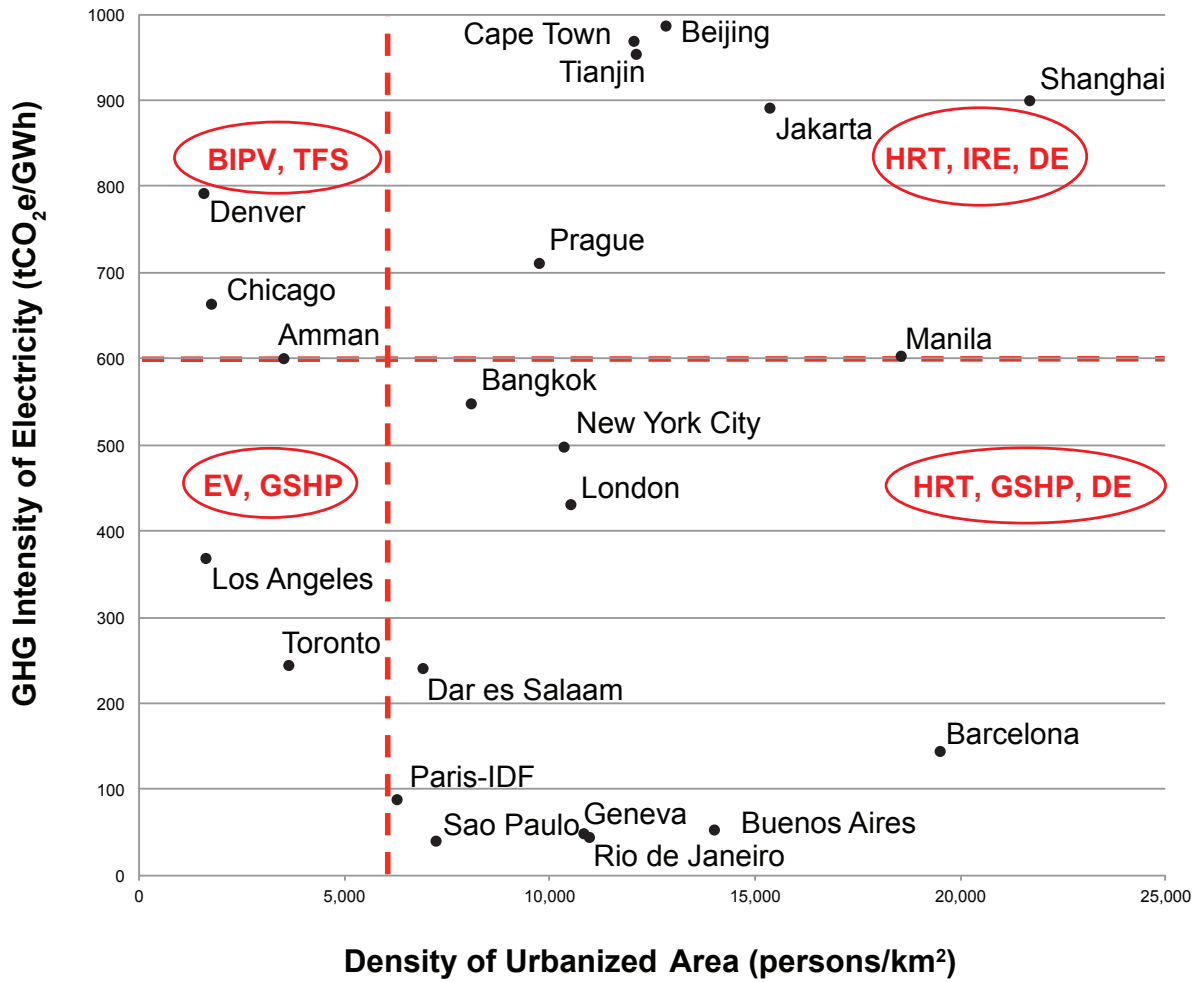 GHG Intensity of Electricity (tCO₂e/GWh)
1000
900
800
700
600
500
400
300
200
100
0
Cape Town
Beijing
Tianjin
Shanghai
Jakarta
BIPV, TFS
HRT, IRE, DE
Denver
Prague
Chicago
Amman
Manila
Bangkok
New York City
EV, GSHP
London
HRT, GSHP, DE
Los Angeles
Toronto
Dar es Salaam
Barcelona
Paris-IDF
Sao Paulo
Geneva
Buenos Aires
Rio de Janeiro
0
5,000
10,000
15,000
20,000
25,000
Density of Urbanized Area (persons/km²)